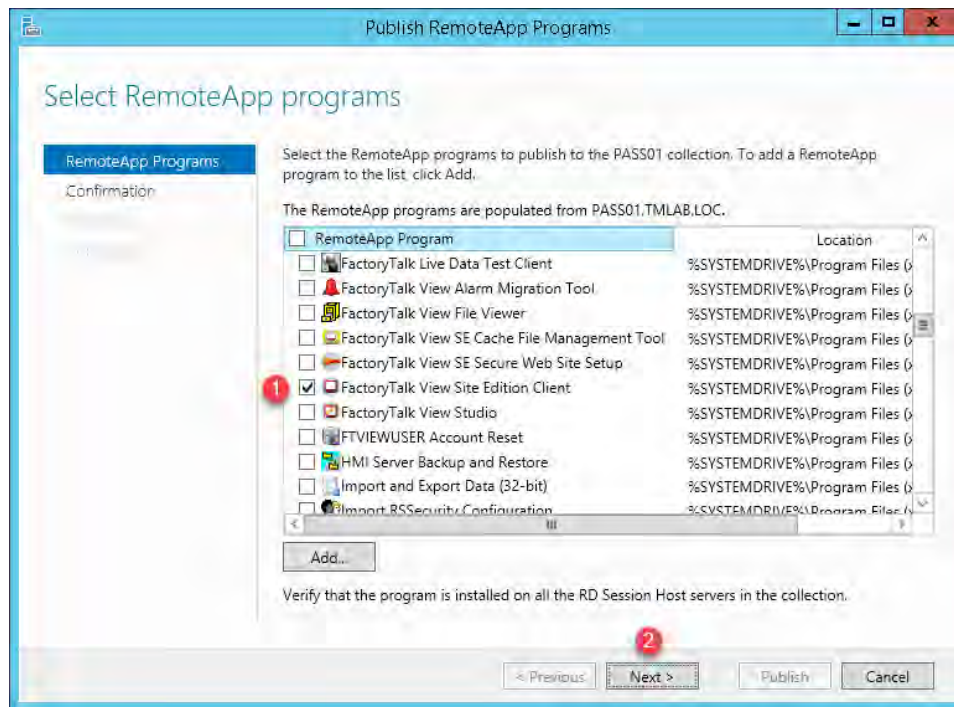 Publish RemoteApp Programs
Select RemoteApp programs
RemoteApp Programs
Confirmation
Select the RemoteApp programs to publish to the PASS01 collection. To add a RemoteApp
program to the list, click Add.
The RemoteApp programs are populated from PASS01.TMLAB.LOC.
RemoteApp Program Location
FactoryTalk Live Data Test Client %SYSTEMDRIVE%\Program Files (x
FactoryTalk View Alarm Migration Tool %SYSTEMDRIVE%\Program Files (x
FactoryTalk View File Viewer %SYSTEMDRIVE%\Program Files (x
FactoryTalk View SE Cache File Management Tool %SYSTEMDRIVE%\Program Files (x
FactoryTalk View SE Secure Web Site Setup %SYSTEMDRIVE%\Program Files (x
1 FactoryTalk View Site Edition Client %SYSTEMDRIVE%\Program Files (x
FactoryTalk View Studio %SYSTEMDRIVE%\Program Files (x
FTVIEWUSER Account Reset %SYSTEMDRIVE%\Program Files (x
HMI Server Backup and Restore %SYSTEMDRIVE%\Program Files (x
Import and Export Data (32-bit) %SYSTEMDRIVE%\Program Files (x
Import RSSecurity Configuration %SYSTEMDRIVE%\Program Files (x
Add...
Verify that the program is installed on all the RD Session Host servers in the collection.
2
< Previous Next > Publish Cancel